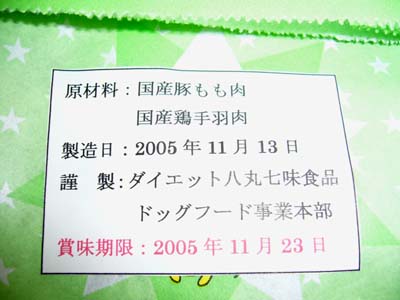 原材料：国産豚もも肉
国産鶏手羽肉
製造日：2005年11月13日
謹　製：ダイエット八丸七味食品
ドッグフード事業本部
賞味期限：2005年11月23日